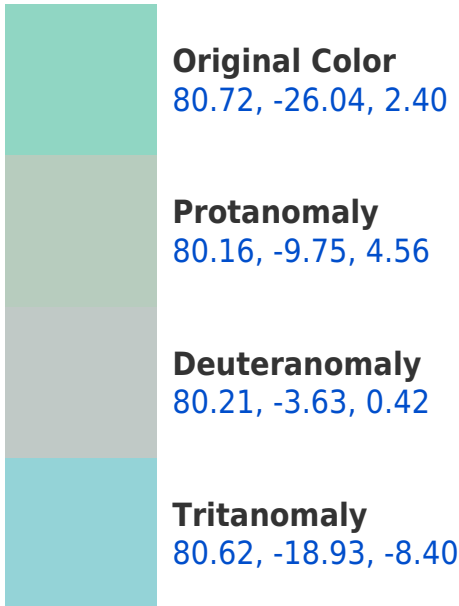 Original Color
80.72, -26.04, 2.40
Protanomaly
80.16, -9.75, 4.56
Deuteranomaly
80.21, -3.63, 0.42
Tritanomaly
80.62, -18.93, -8.40